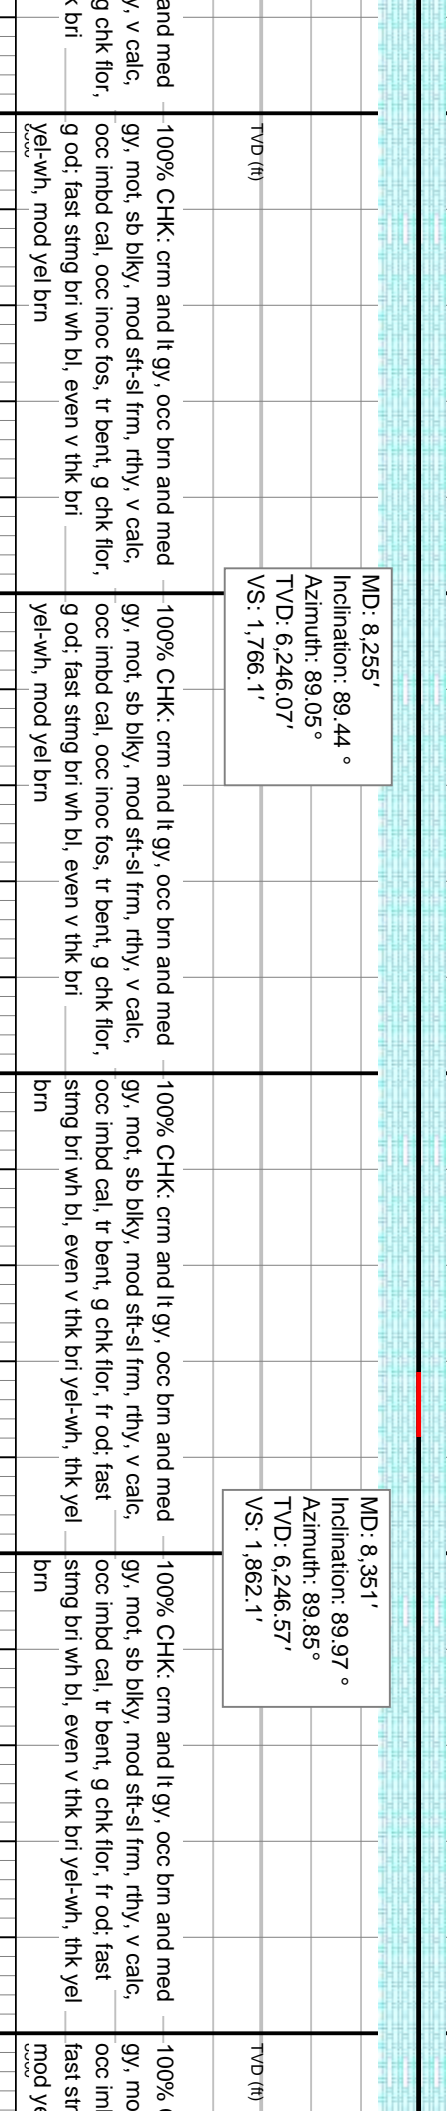 and med
y, v calc,
g chk flor,
k bri
TVD (ft)
100% CHK: crm and lt gy, occ brn and med
gy, mot, sb blky, mod sft-sl frm, rthy, v calc,
occ imbd cal, occ inoc fos, tr bent, g chk flor,
g od; fast stmg bri wh bl, even v thk bri
yel-wh, mod yel brn
MD: 8,255'
Inclination: 89.44 °
Azimuth: 89.05°
TVD: 6,246.07'
VS: 1,766.1'
100% CHK: crm and lt gy, occ brn and med
gy, mot, sb blky, mod sft-sl frm, rthy, v calc,
occ imbd cal, occ inoc fos, tr bent, g chk flor,
g od; fast stmg bri wh bl, even v thk bri
yel-wh, mod yel brn
100% CHK: crm and lt gy, occ brn and med
gy, mot, sb blky, mod sft-sl frm, rthy, v calc,
occ imbd cal, tr bent, g chk flor, fr od; fast
stmg bri wh bl, even v thk bri yel-wh, thk yel
brn
MD: 8,351'
Inclination: 89.97 °
Azimuth: 89.85°
TVD: 6,246.57'
VS: 1,862.1'
100% CHK: crm and lt gy, occ brn and med
gy, mot, sb blky, mod sft-sl frm, rthy, v calc,
occ imbd cal, tr bent, g chk flor, fr od; fast
stmg bri wh bl, even v thk bri yel-wh, thk yel
brn
TVD (ft)
100%
gy, mo
occ im
fast str
mod ye